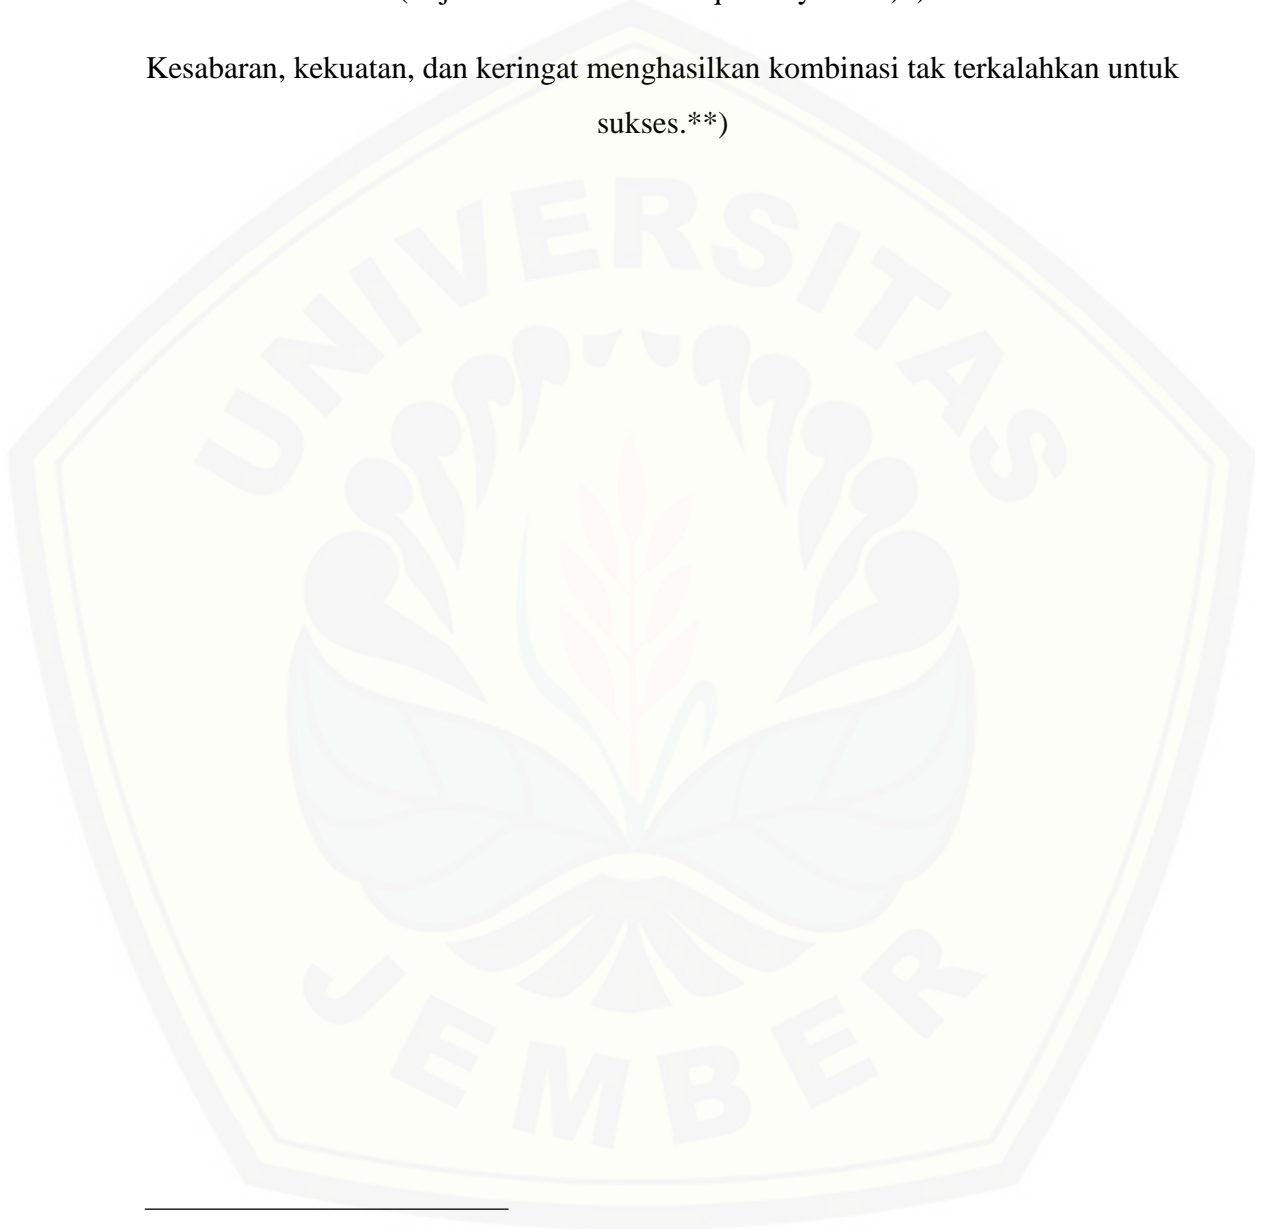 Kesabaran, kekuatan, dan keringat menghasilkan kombinasi tak terkalahkan untuk
sukses.**)
UNIVERSITAS
JEMBER